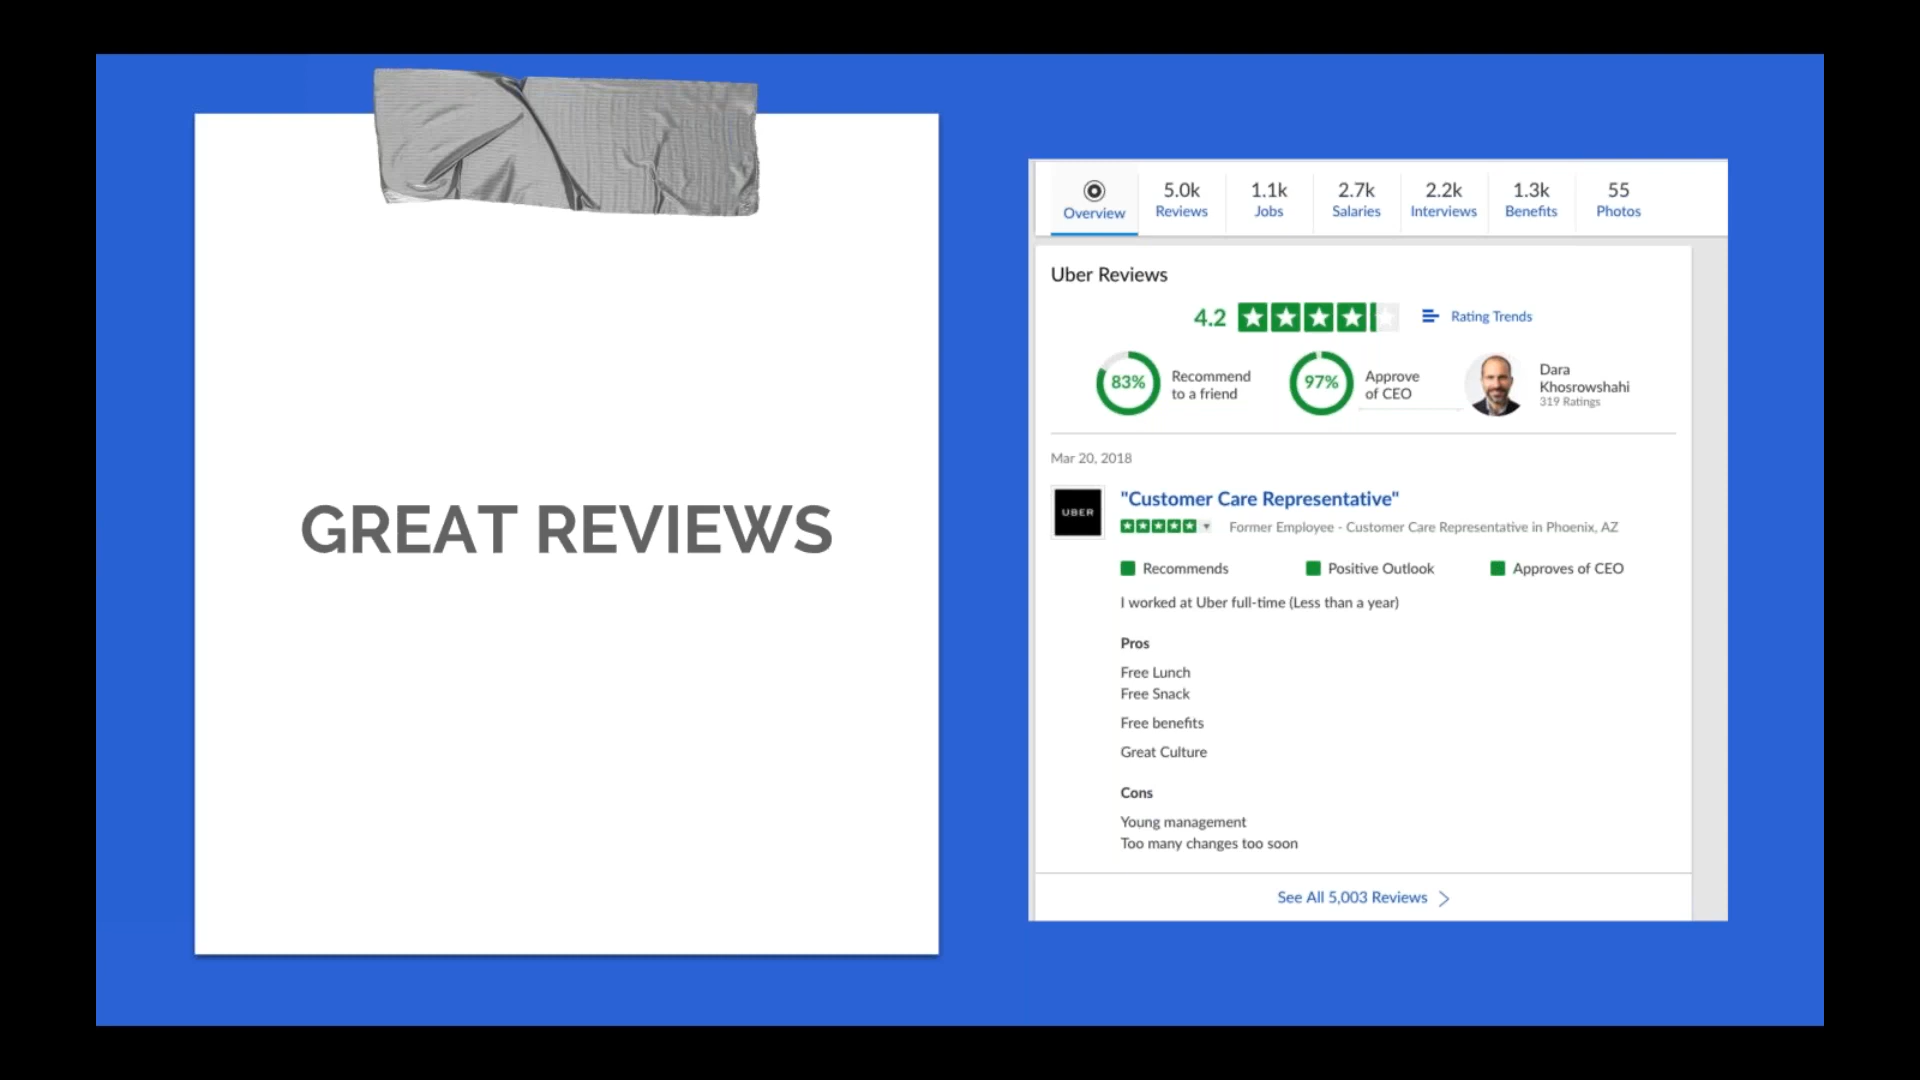 GREAT REVIEWS
Overview
5.0k
Reviews
1.1k
Jobs
2.7k
Salaries
2.2k
Interviews
1.3k
Benefits
55
Photos
Uber Reviews
4.2
Rating Trends
83%
Recommend
to a friend
97%
Approve
of CEO
Dara
Khosrowshahi
319 Ratings
Mar 20, 2018
UBER
"Customer Care Representative"
Former Employee - Customer Care Representative in Phoenix, AZ
Recommends
Positive Outlook
Approves of CEO
I worked at Uber full-time (Less than a year)
Pros
Free Lunch
Free Snack
Free benefits
Great Culture
Cons
Young management
Too many changes too soon
See All 5,003 Reviews